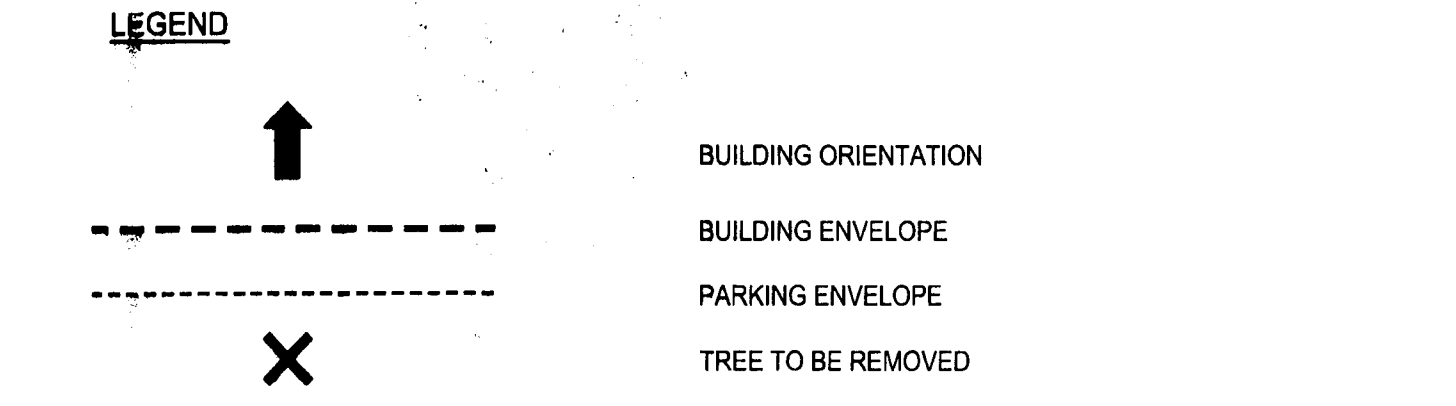 LEGEND
BUILDING ORIENTATION
BUILDING ENVELOPE
PARKING ENVELOPE
TREE TO BE REMOVED